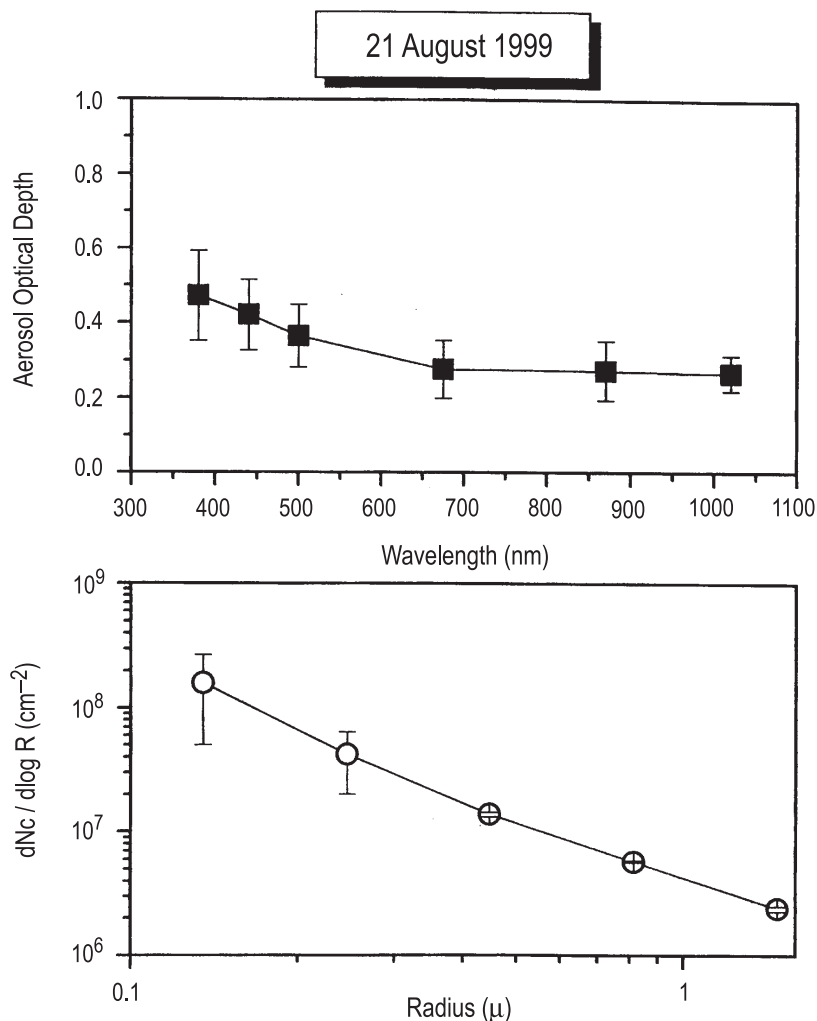 21 August 1999
1.0
0.8
0.6
0.4
0.2
0.0
Aerosol Optical Depth
300 400 500 600 700 800 900 1000 1100
Wavelength (nm)
10⁹
10⁸
10⁷
10⁶
dNc / dlog R (cm⁻²)
0.1 1
Radius (μ)